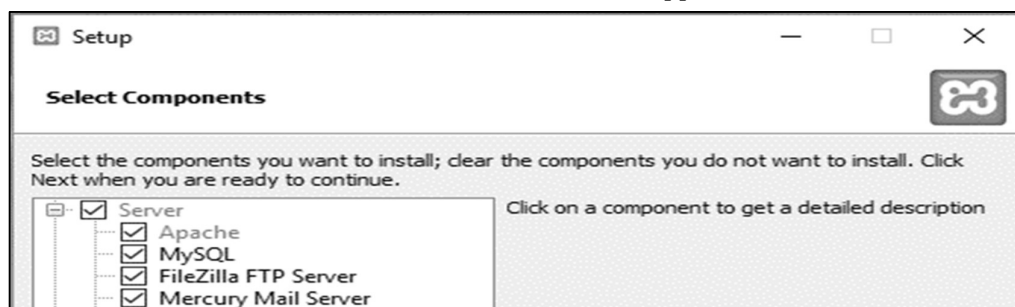 Setup
Select Components
Select the components you want to install; clear the components you do not want to install. Click
Next when you are ready to continue.
Server
Apache
MySQL
FileZilla FTP Server
Mercury Mail Server
Click on a component to get a detailed description